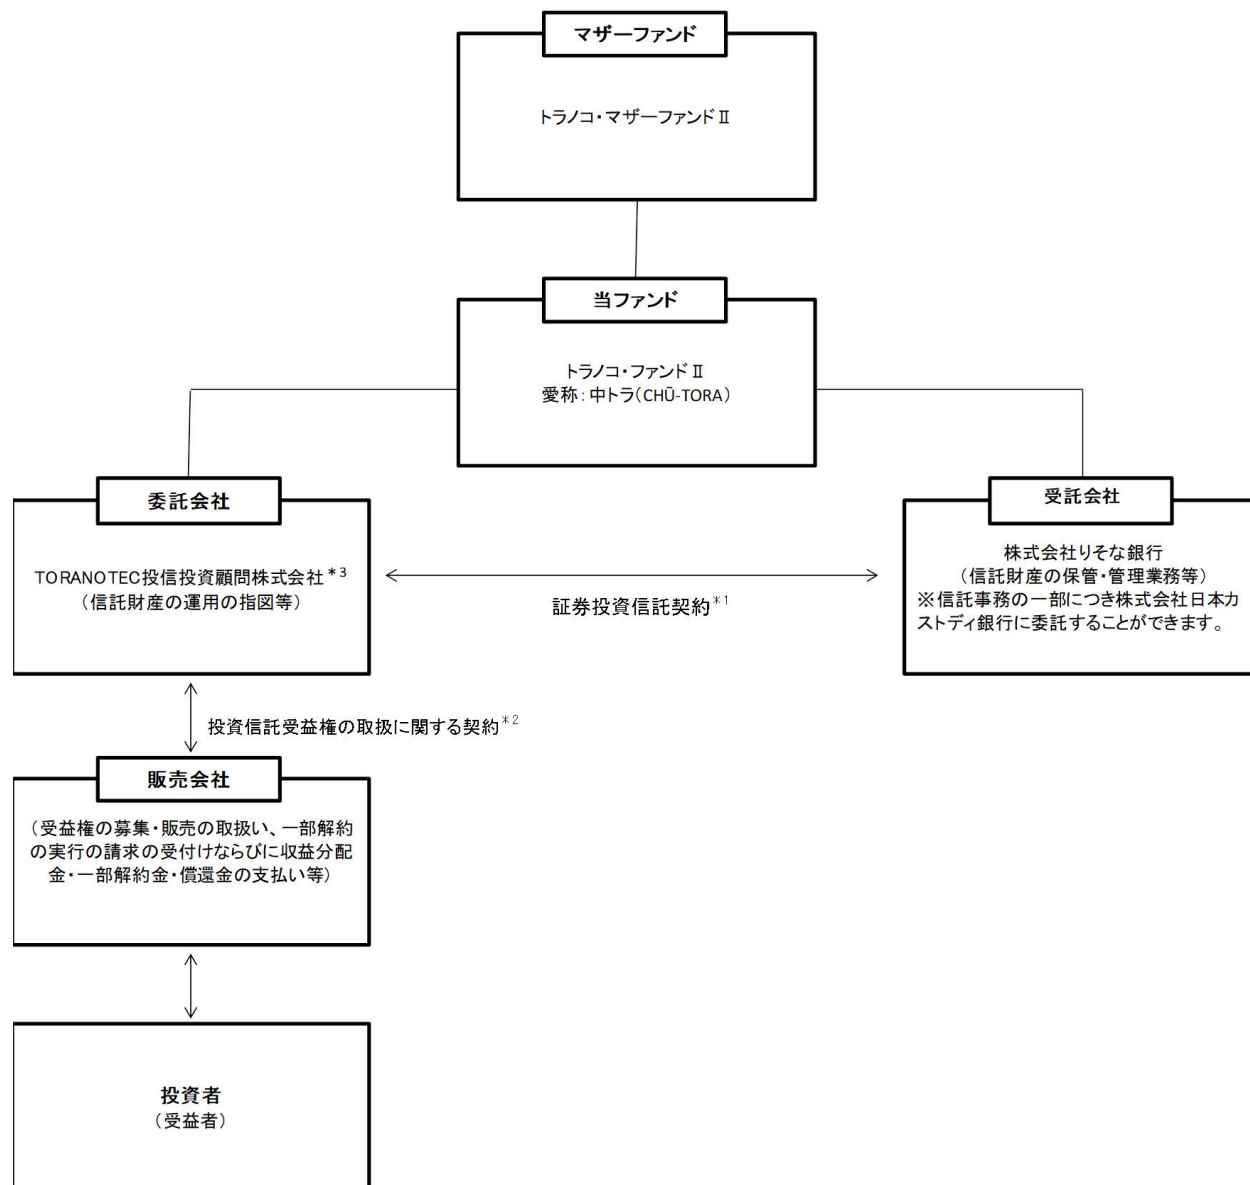 マザーファンド
トラノコ・マザーファンドⅡ
当ファンド
トラノコ・ファンドⅡ
愛称：中トラ（CHŪ-TORA）
委託会社
TORANOTEC投信投資顧問株式会社＊3
（信託財産の運用の指図等）
証券投資信託契約＊1
受託会社
株式会社りそな銀行
（信託財産の保管・管理業務等）
※信託事務の一部につき株式会社日本カ
ストディ銀行に委託することができます。
投資信託受益権の取扱に関する契約＊2
販売会社
（受益権の募集・販売の取扱い、一部解約
の実行の請求の受付けならびに収益分配
金・一部解約金・償還金の支払い等）
投資者
（受益者）